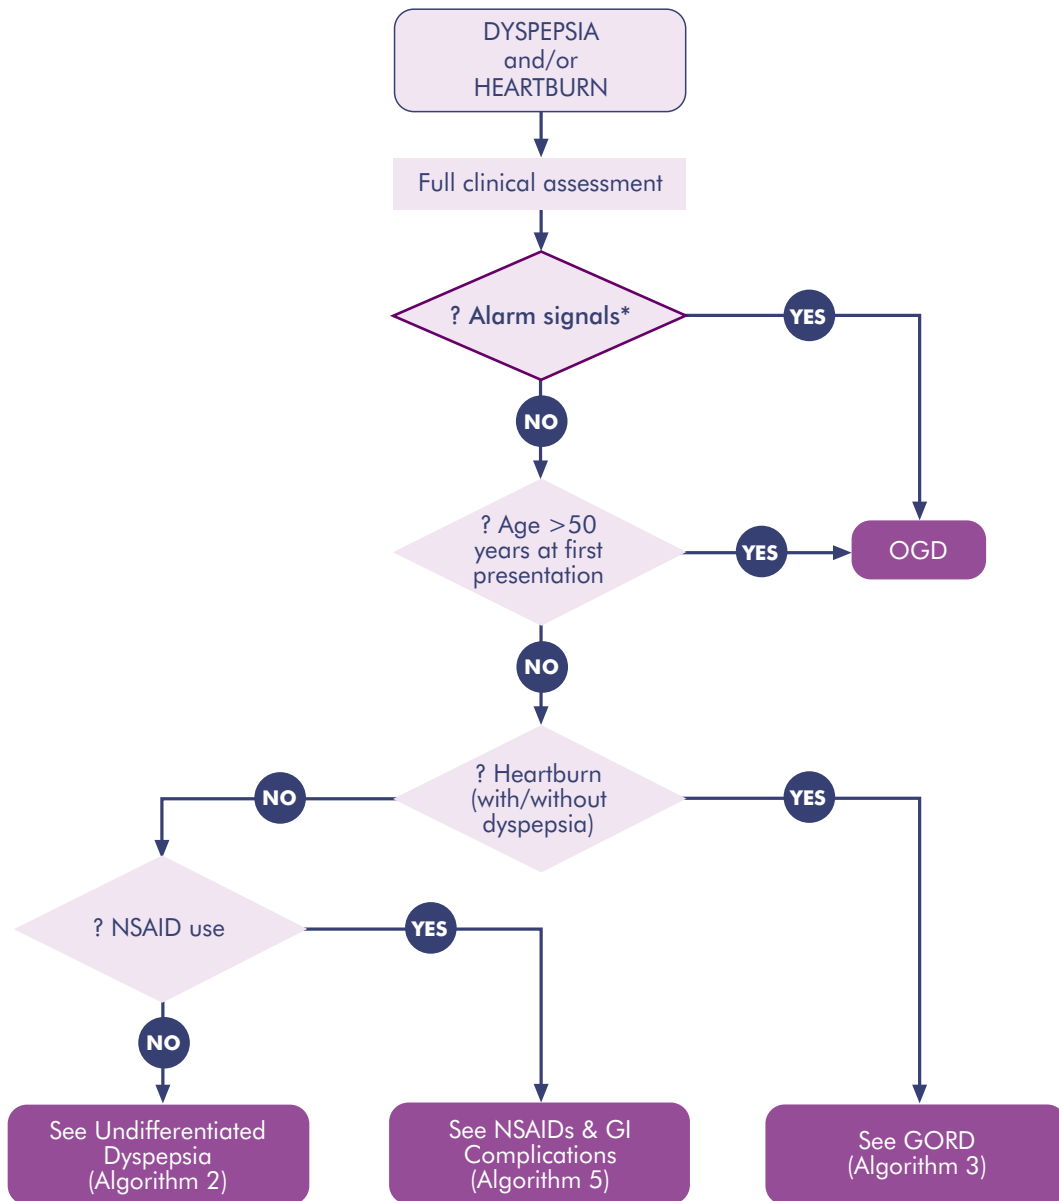 DYSPEPSIA
and/or
HEARTBURN
Full clinical assessment
? Alarm signals*
YES
NO
? Age >50
years at first
presentation
YES
OGD
NO
? Heartburn
(with/without
dyspepsia)
NO
YES
? NSAID use
YES
NO
See Undifferentiated
Dyspepsia
(Algorithm 2)
See NSAIDs & GI
Complications
(Algorithm 5)
See GORD
(Algorithm 3)